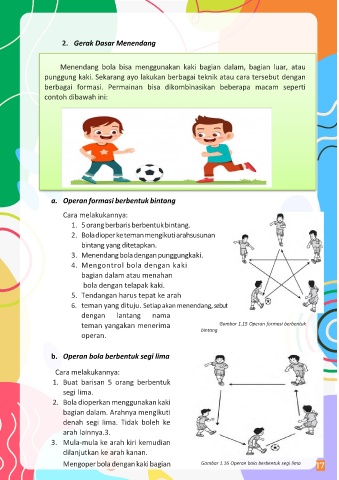 2. Gerak Dasar Menendang
Menendang bola bisa menggunakan kaki bagian dalam, bagian luar, atau
punggung kaki. Sekarang ayo lakukan berbagai teknik atau cara tersebut dengan
berbagai formasi. Permainan bisa dikombinasikan beberapa macam seperti
contoh dibawah ini:
a. Operan formasi berbentuk bintang
Cara melakukannya:
1. 5 orang berbaris berbentuk bintang.
2. Bola dioper ke teman mengikuti arah susunan
bintang yang ditetapkan.
3. Menendang bola dengan punggung kaki.
4. Mengontrol bola dengan kaki
bagian dalam atau menahan
bola dengan telapak kaki.
5. Tendangan harus tepat ke arah
6. teman yang dituju. Setiap akan menendang, sebut
dengan lantang nama
teman yangakan menerima
operan.
Gambar 1.15 Operan formasi berbentuk
bintang
b. Operan bola berbentuk segi lima
Cara melakukannya:
1. Buat barisan 5 orang berbentuk
segi lima.
2. Bola dioperkan menggunakan kaki
bagian dalam. Arahnya mengikuti
denah segi lima. Tidak boleh ke
arah lainnya.3.
3. Mula-mula ke arah kiri kemudian
dilanjutkan ke arah kanan.
Mengoper bola dengan kaki bagian
Gambar 1.16 Operan bola berbentuk segi lima
17